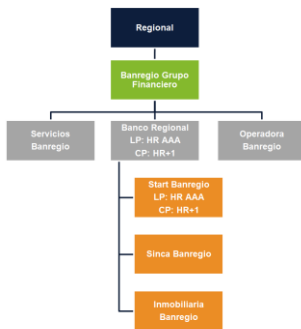 Regional
Banregio Grupo
Financiero
Servicios
Banregio
Banco Regional
LP: HR AAA
CP: HR+1
Operadora
Banregio
Start Banregio
LP: HR AAA
CP: HR+1
Sinca Banregio
Inmobiliaria
Banregio